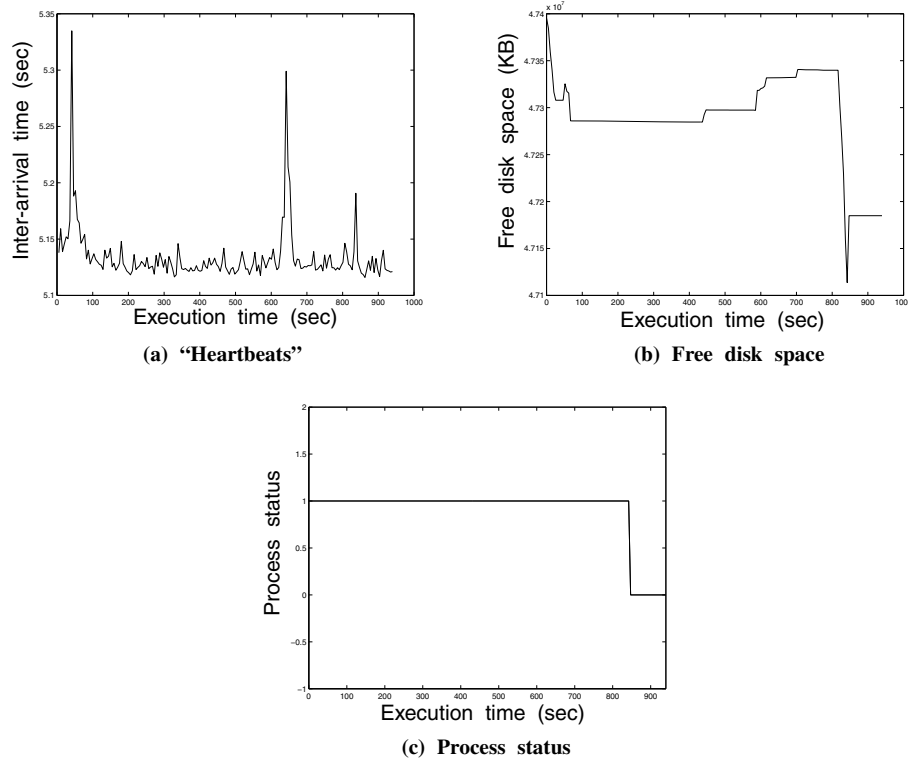 5.35
5.3
5.25
5.2
5.15
5.1
Inter-arrival time (sec)
0 100 200 300 400 500 600 700 800 900 1000
Execution time (sec)
(a) “Heartbeats”
4.74 x 10⁷
4.735
4.73
4.725
4.72
4.715
4.71
Free disk space (KB)
0 100 200 300 400 500 600 700 800 900 1000
Execution time (sec)
(b) Free disk space
2
1.5
1
0.5
0
−0.5
−1
Process status
0 100 200 300 400 500 600 700 800 900
Execution time (sec)
(c) Process status